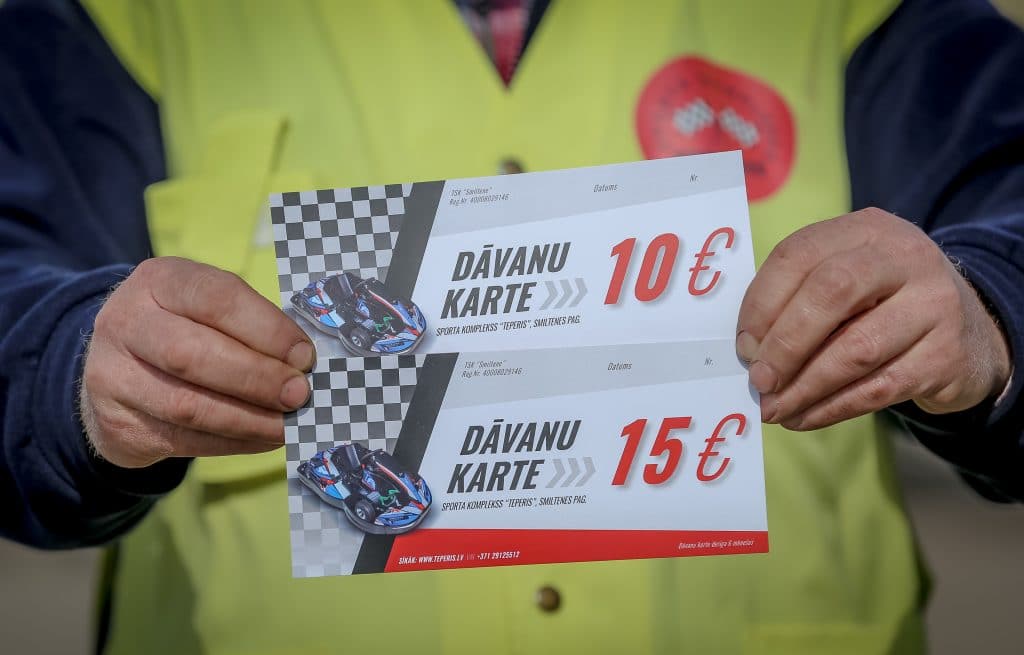 TSK "Smiltene" Datums Nr.
Reg.Nr. 40008029146
DĀVANU
KARTE
10 €
SPORTA KOMPLEKSS "TEPERIS", SMILTENES PAG.
TSK "Smiltene" Datums Nr.
Reg.Nr. 40008029146
DĀVANU
KARTE
15 €
SPORTA KOMPLEKSS "TEPERIS", SMILTENES PAG.
SĪKĀK: WWW.TEPERIS.LV +371 29125512
Dāvanu karte derīga 6 mēnešus